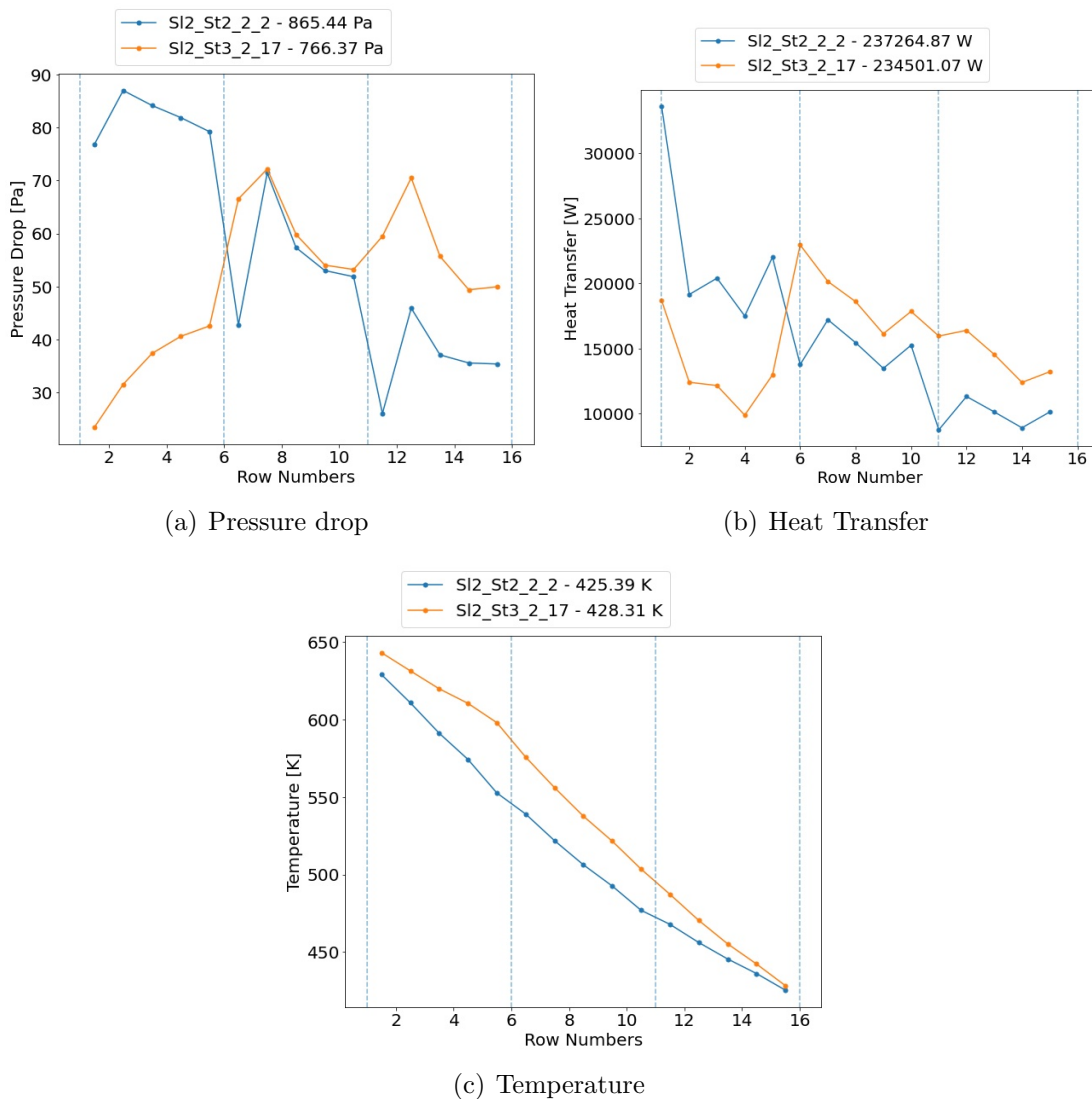 Sl2_St2_2_2 - 865.44 Pa
Sl2_St3_2_17 - 766.37 Pa
90
80
70
60
50
40
30
Pressure Drop [Pa]
2 4 6 8 10 12 14 16
Row Numbers
(a) Pressure drop
Sl2_St2_2_2 - 237264.87 W
Sl2_St3_2_17 - 234501.07 W
30000
25000
20000
15000
10000
Heat Transfer [W]
2 4 6 8 10 12 14 16
Row Number
(b) Heat Transfer
Sl2_St2_2_2 - 425.39 K
Sl2_St3_2_17 - 428.31 K
650
600
550
500
450
Temperature [K]
2 4 6 8 10 12 14 16
Row Numbers
(c) Temperature